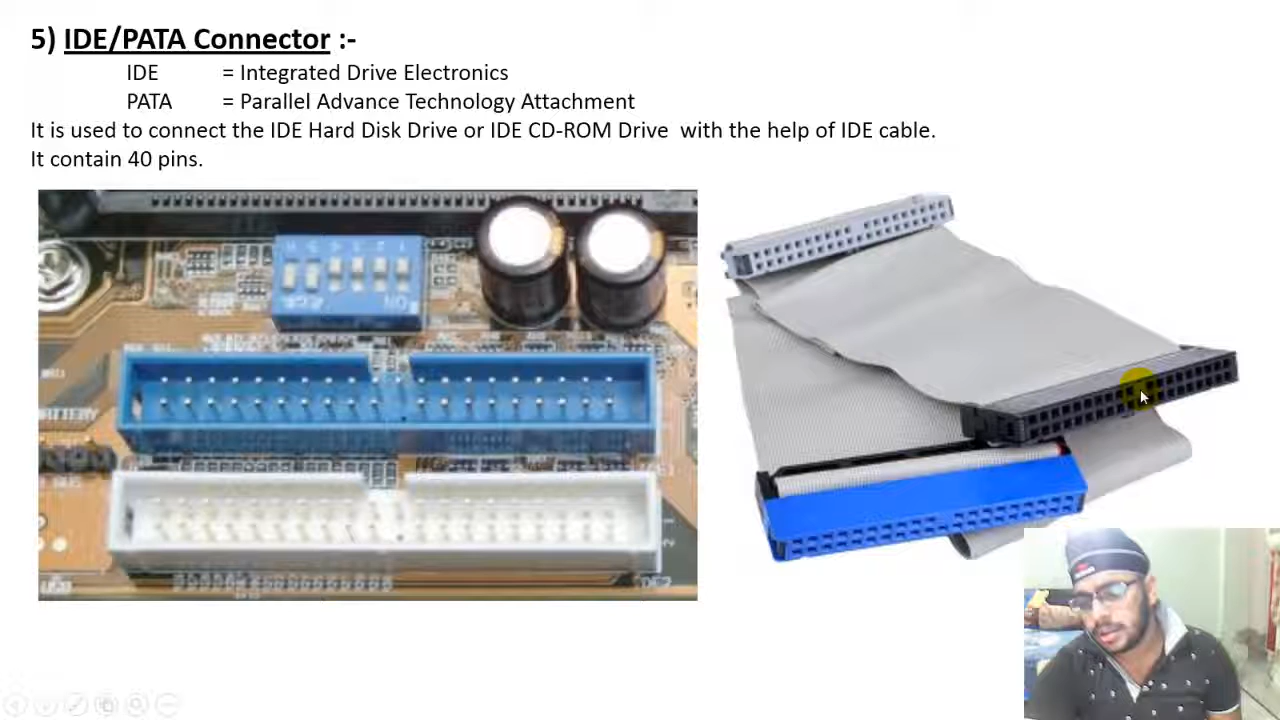 5) IDE/PATA Connector :-
IDE = Integrated Drive Electronics
PATA = Parallel Advance Technology Attachment
It is used to connect the IDE Hard Disk Drive or IDE CD-ROM Drive with the help of IDE cable.
It contain 40 pins.
BATTERY